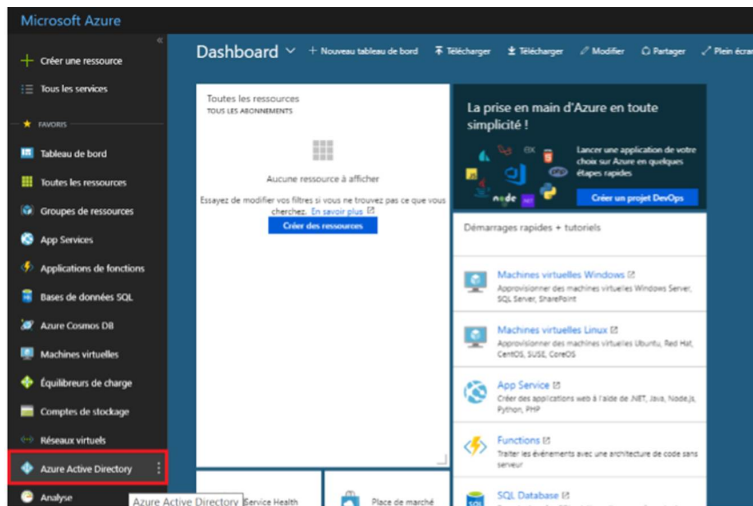 Microsoft Azure
«
Créer une ressource
Tous les services
FAVORIS
Tableau de bord
Toutes les ressources
Groupes de ressources
App Services
Applications de fonctions
Bases de données SQL
Azure Cosmos DB
Machines virtuelles
Équilibreurs de charge
Comptes de stockage
Réseaux virtuels
Azure Active Directory
Analyse
Azure Active Directory
Dashboard
+ Nouveau tableau de bord
Télécharger
Télécharger
Modifier
Partager
Plein écra
Toutes les ressources
TOUS LES ABONNEMENTS
Aucune ressource à afficher
Essayez de modifier vos filtres si vous ne trouvez pas ce que vous
cherchez. En savoir plus
Créer des ressources
Service Health
Place de marché
La prise en main d'Azure en toute
simplicité !
Lancer une application de votre
choix sur Azure en quelques
étapes rapides
Créer un projet DevOps
php
node
Démarrages rapides + tutoriels
Machines virtuelles Windows
Approvisionner des machines virtuelles Windows Server,
SQL Server, SharePoint
Machines virtuelles Linux
Approvisionner des machines virtuelles Ubuntu, Red Hat,
CentOS, SUSE, CoreOS
App Service
Créer des applications web à l'aide de .NET, Java, Node.js,
Python, PHP
Functions
Traiter les événements avec une architecture de code sans
serveur
SQL Database